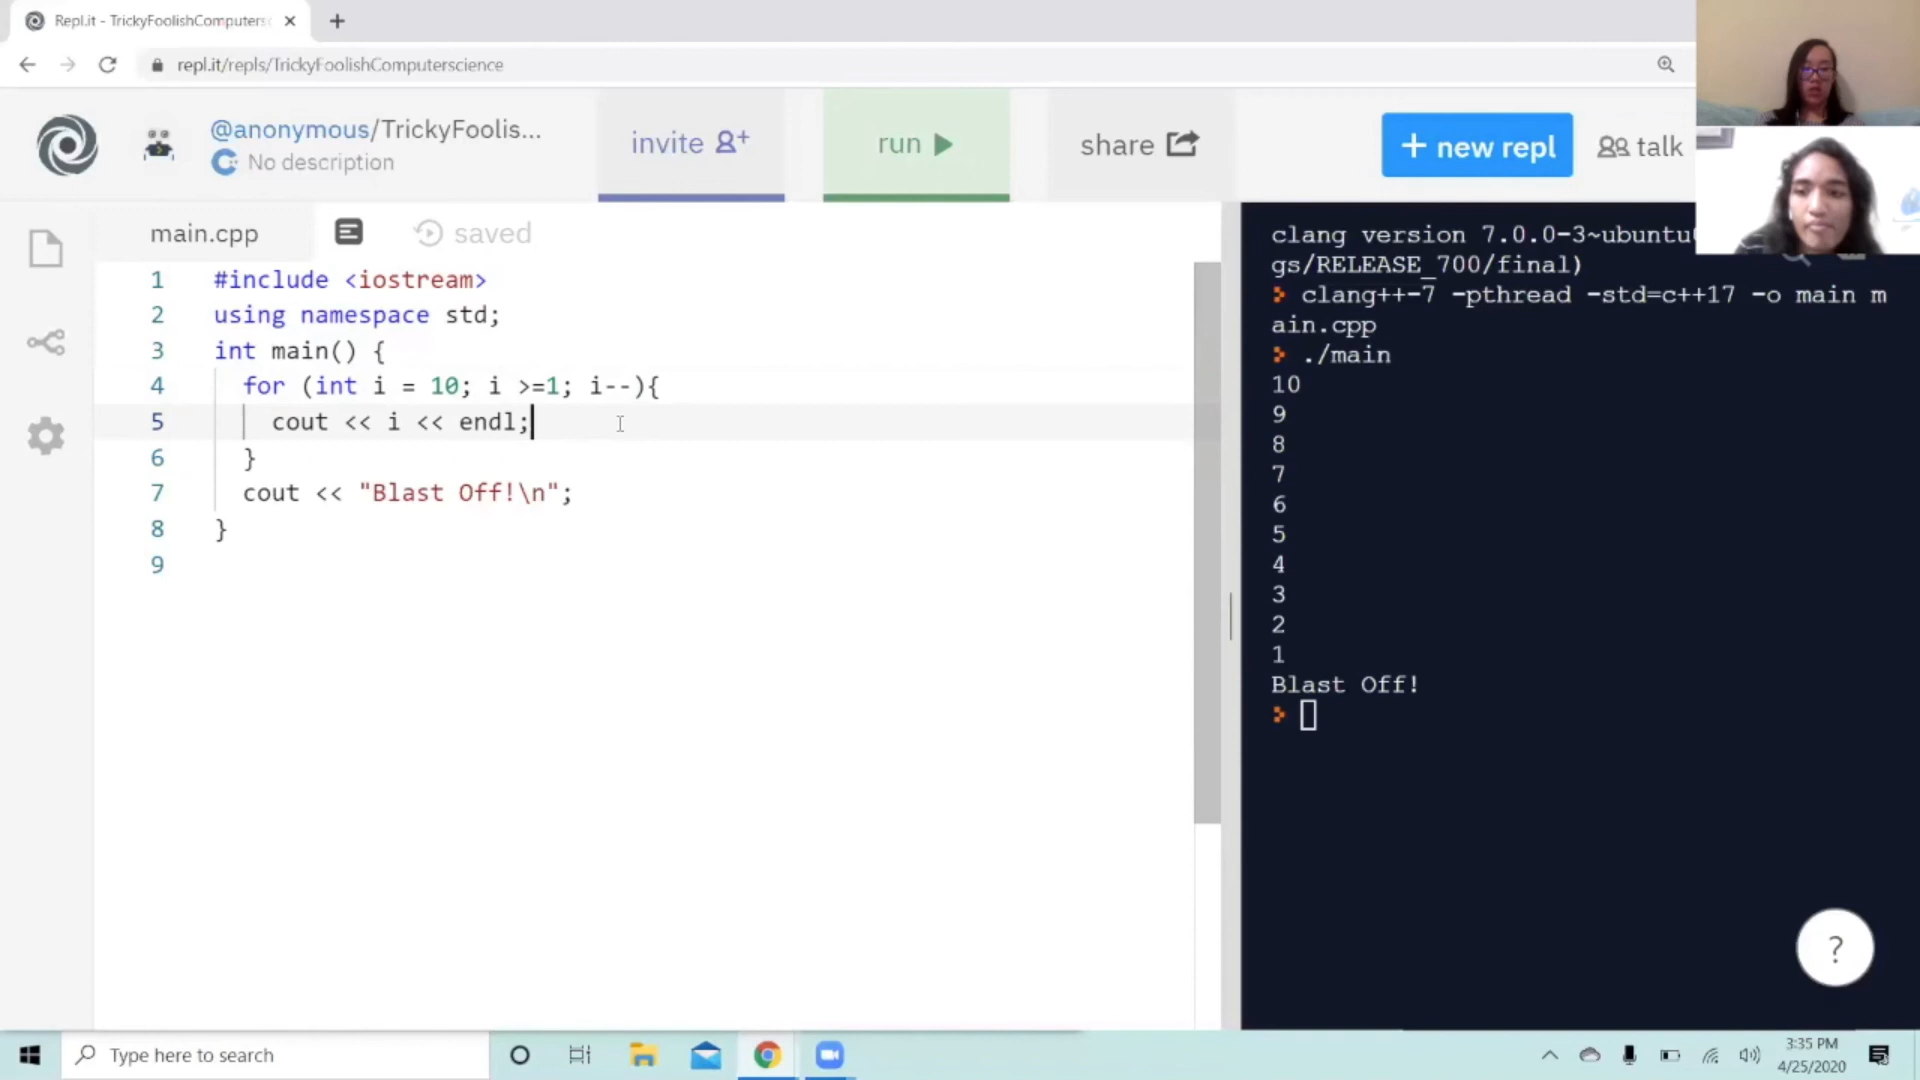 Repl.it - TrickyFoolishComputers
repl.it/repls/TrickyFoolishComputerscience
@anonymous/TrickyFoolis...
No description
invite
run
share
+ new repl
talk
main.cpp
saved
1 #include <iostream>
2 using namespace std;
3 int main() {
4 for (int i = 10; i >=1; i--){
5 cout << i << endl;
6 }
7 cout << "Blast Off!\n";
8 }
9
clang version 7.0.0-3~ubuntu
gs/RELEASE_700/final)
> clang++-7 -pthread -std=c++17 -o main m
ain.cpp
> ./main
10
9
8
7
6
5
4
3
2
1
Blast Off!
>
?
Type here to search
3:35 PM
4/25/2020